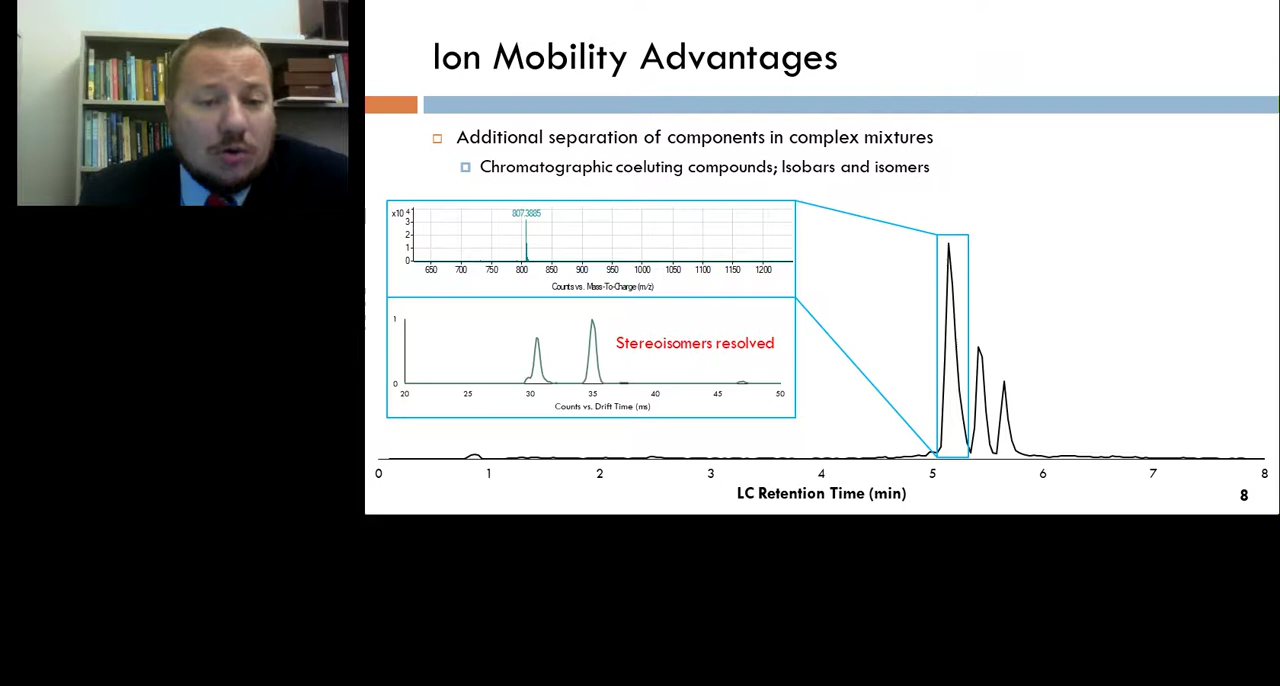 Ion Mobility Advantages
Additional separation of components in complex mixtures
Chromatographic coeluting compounds; Isobars and isomers
x10 4
807.3885
3
2
1
0
650 700 750 800 850 900 950 1000 1050 1100 1150 1200
Counts vs. Mass-To-Charge (m/z)
1
Stereoisomers resolved
0
20 25 30 35 40 45 50
Counts vs. Drift Time (ms)
0 1 2 3 4 5 6 7 8
LC Retention Time (min)
8